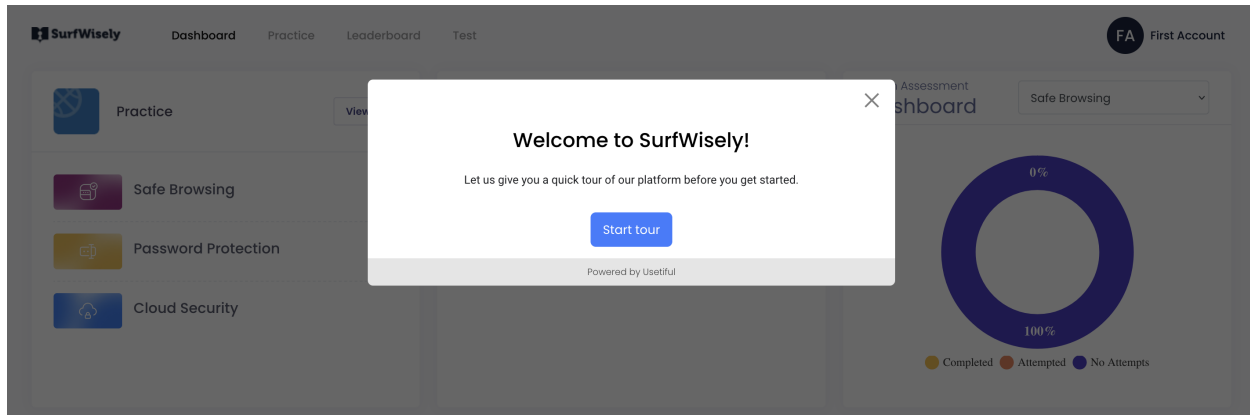 SurfWisely
Dashboard
Practice
Leaderboard
Test
FA
First Account
Practice
View
Safe Browsing
Password Protection
Cloud Security
Welcome to SurfWisely!
Let us give you a quick tour of our platform before you get started.
Start tour
Powered by Usetiful
Assessment
shboard
Safe Browsing
0%
100%
Completed
Attempted
No Attempts